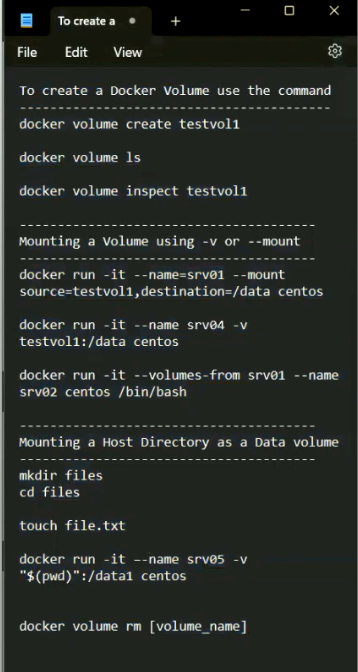 To create a
File Edit View
To create a Docker Volume use the command
-----------------------------------------
docker volume create testvol1
docker volume ls
docker volume inspect testvol1
---------------------------------------
Mounting a Volume using -v or --mount
---------------------------------------
docker run -it --name=srv01 --mount
source=testvol1,destination=/data centos
docker run -it --name srv04 -v
testvol1:/data centos
docker run -it --volumes-from srv01 --name
srv02 centos /bin/bash
---------------------------------------
Mounting a Host Directory as a Data volume
---------------------------------------
mkdir files
cd files
touch file.txt
docker run -it --name srv05 -v
"$(pwd)":/data1 centos
docker volume rm [volume_name]